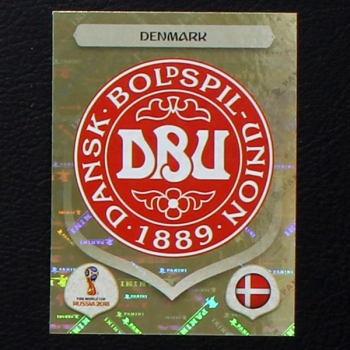 DENMARK
· DANSK · BOLDSPIL-UNION · 1889 ·
DBU
FIFA WORLD CUP
RUSSIA 2018
PANINI